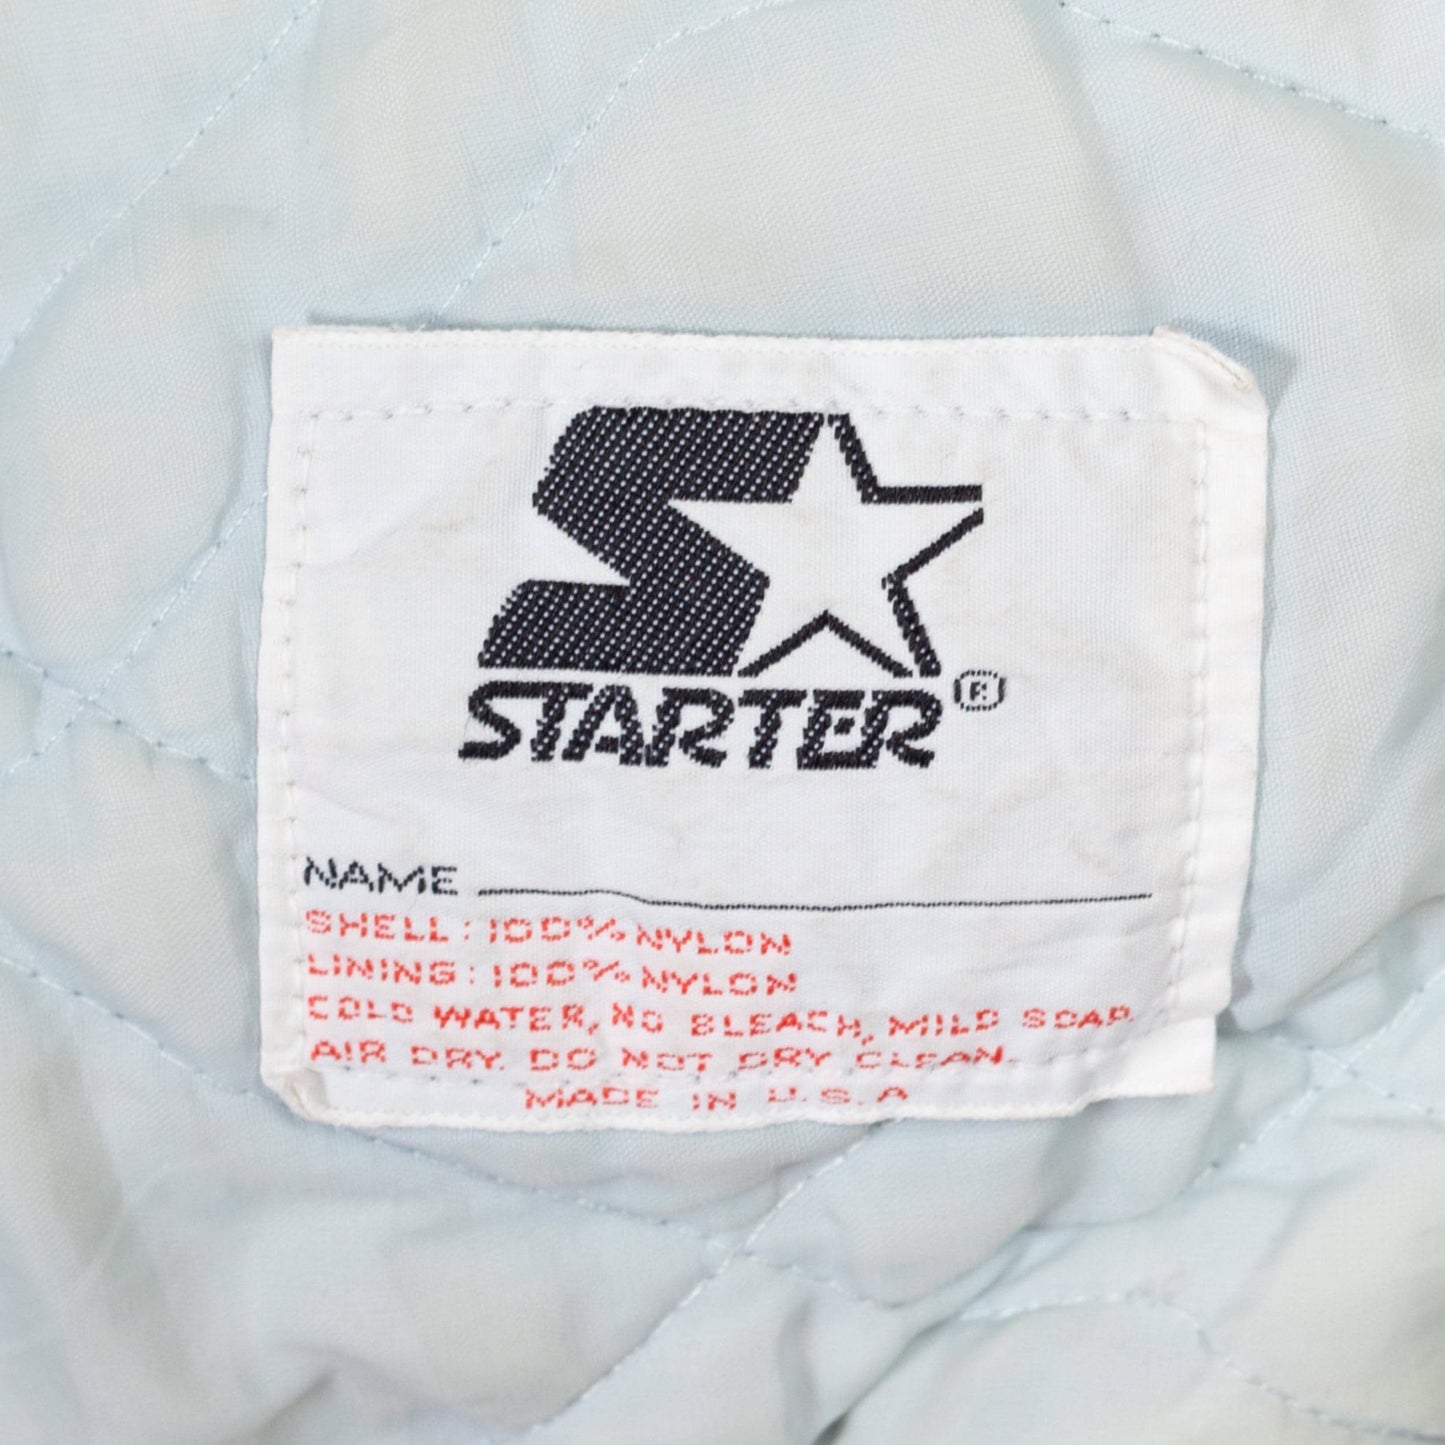 STARTER ®
NAME
SHELL: 100% NYLON
LINING: 100% NYLON
COLD WATER, NO BLEACH, MILD SOAP.
AIR DRY. DO NOT DRY CLEAN.
MADE IN U.S.A